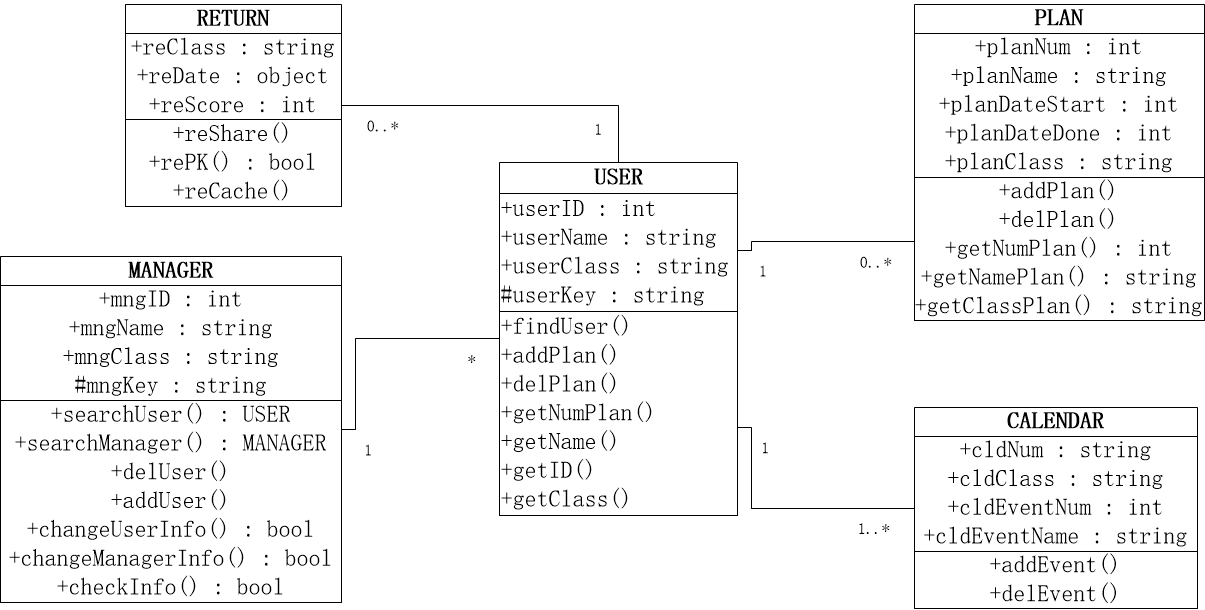 RETURN
+reClass : string
+reDate : object
+reScore : int
+reShare()
+rePK() : bool
+reCache()
0..*
1
PLAN
+planNum : int
+planName : string
+planDateStart : int
+planDateDone : int
+planClass : string
+addPlan()
+delPlan()
+getNumPlan() : int
+getNamePlan() : string
+getClassPlan() : string
USER
+userID : int
+userName : string
+userClass : string
#userKey : string
+findUser()
+addPlan()
+delPlan()
+getNumPlan()
+getName()
+getID()
+getClass()
1
0..*
MANAGER
+mngID : int
+mngName : string
+mngClass : string
#mngKey : string
+searchUser() : USER
+searchManager() : MANAGER
+delUser()
+addUser()
+changeUserInfo() : bool
+changeManagerInfo() : bool
+checkInfo() : bool
*
1
1
1..*
CALENDAR
+cldNum : string
+cldClass : string
+cldEventNum : int
+cldEventName : string
+addEvent()
+delEvent()